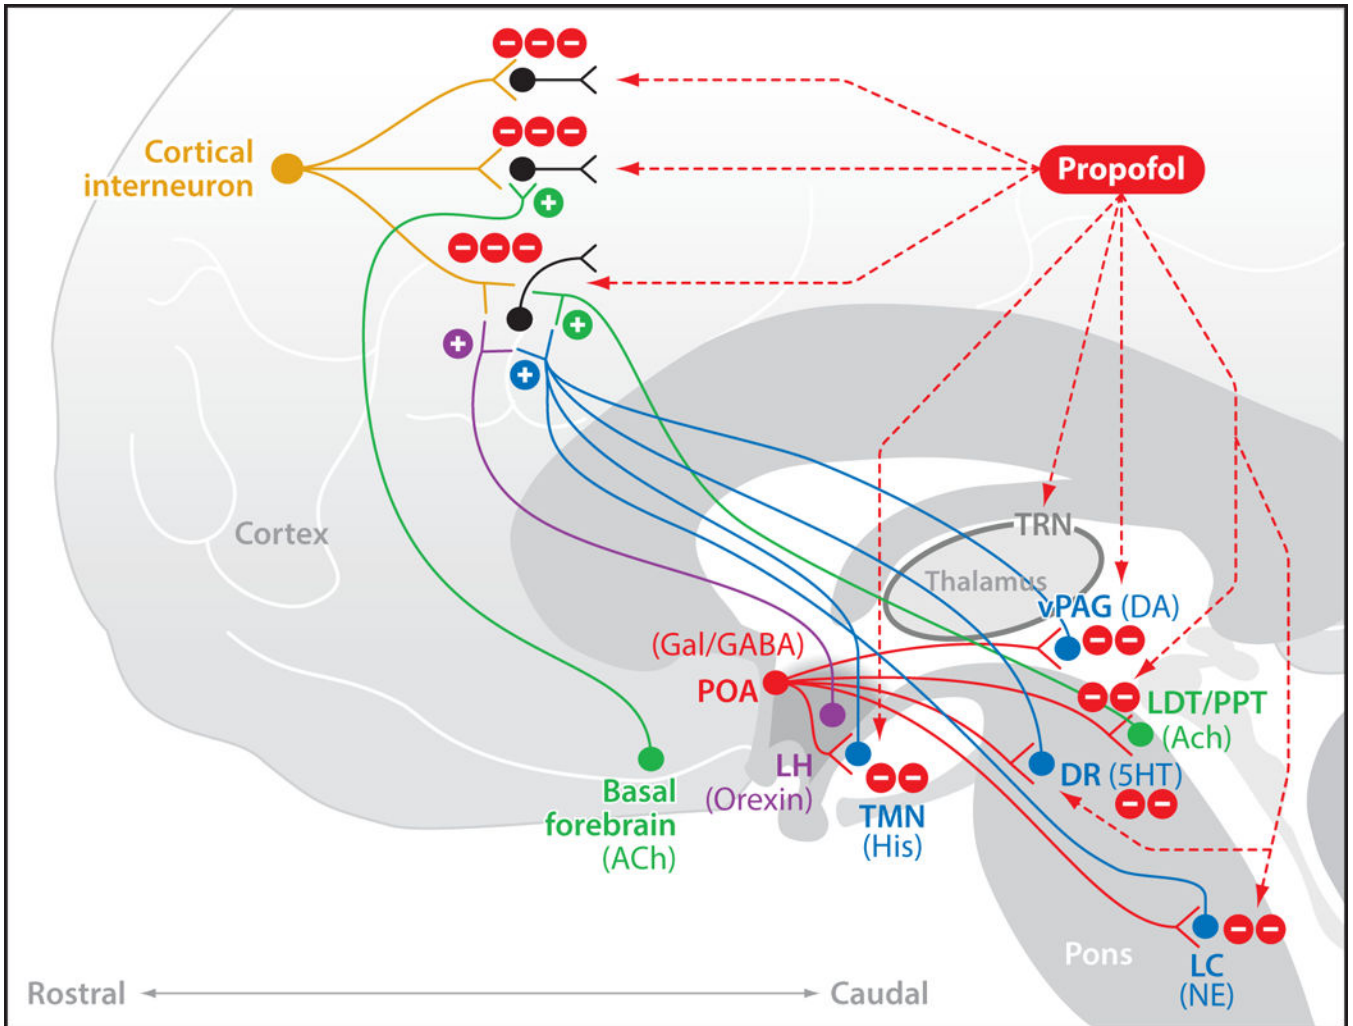 Cortical
interneuron
Propofol
Cortex
TRN
Thalamus
vPAG (DA)
(Gal/GABA)
POA
LDT/PPT
(Ach)
LH
(Orexin)
DR (5HT)
Basal
forebrain
(ACh)
TMN
(His)
Pons
LC
(NE)
Rostral
Caudal